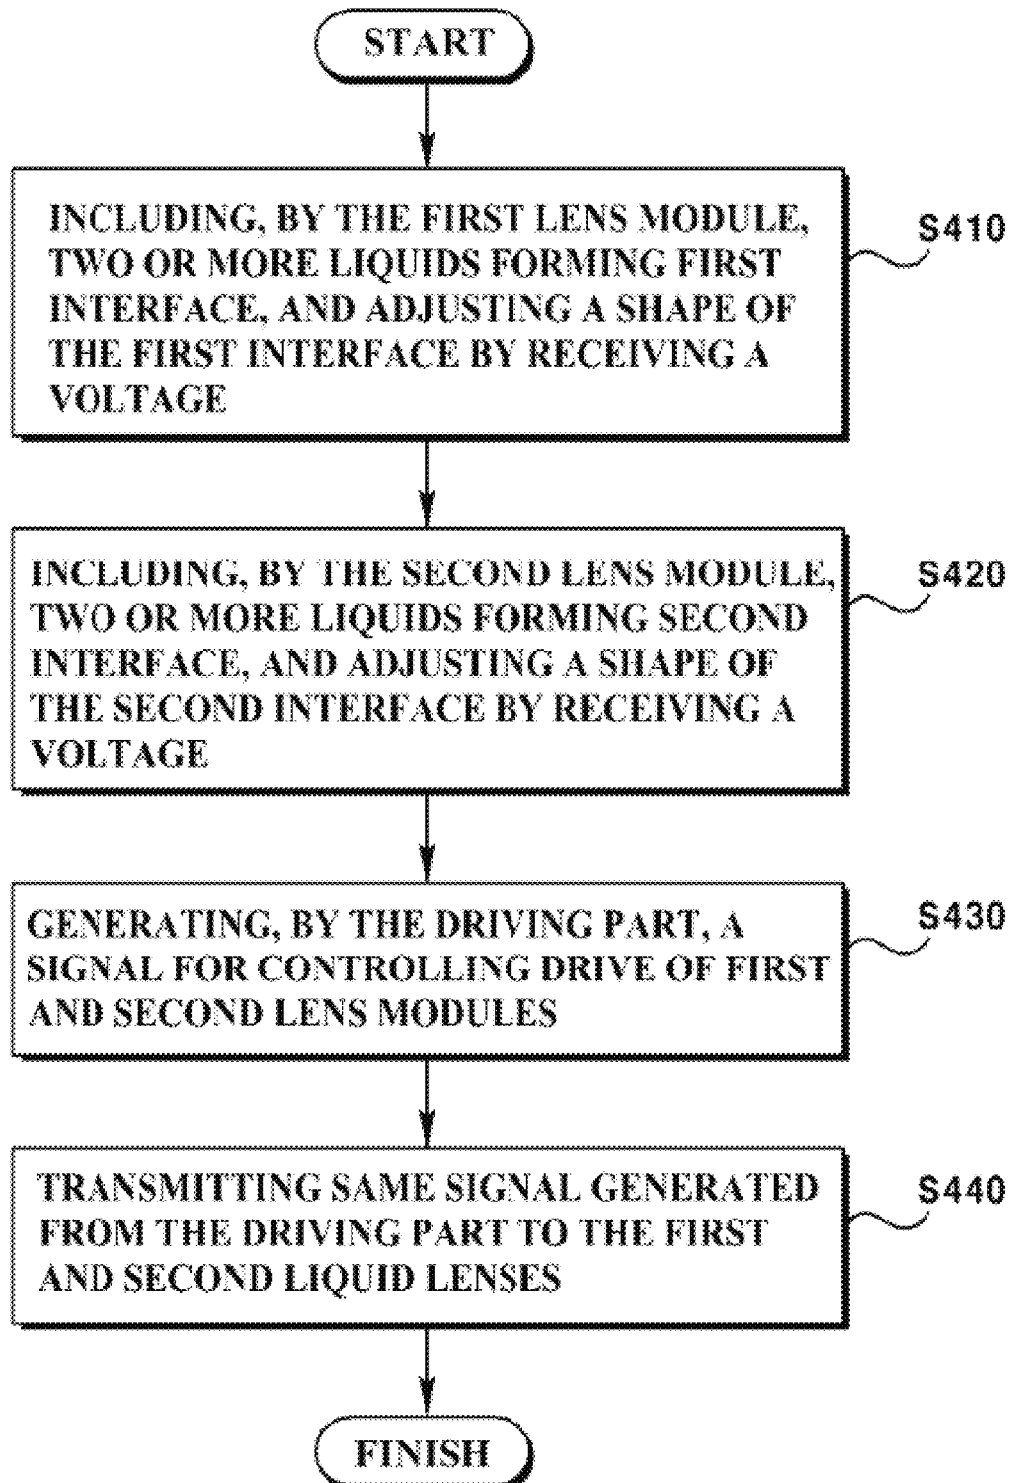 START
INCLUDING, BY THE FIRST LENS MODULE,
TWO OR MORE LIQUIDS FORMING FIRST
INTERFACE, AND ADJUSTING A SHAPE OF
THE FIRST INTERFACE BY RECEIVING A
VOLTAGE
S410
INCLUDING, BY THE SECOND LENS MODULE,
TWO OR MORE LIQUIDS FORMING SECOND
INTERFACE, AND ADJUSTING A SHAPE OF
THE SECOND INTERFACE BY RECEIVING A
VOLTAGE
S420
GENERATING, BY THE DRIVING PART, A
SIGNAL FOR CONTROLLING DRIVE OF FIRST
AND SECOND LENS MODULES
S430
TRANSMITTING SAME SIGNAL GENERATED
FROM THE DRIVING PART TO THE FIRST
AND SECOND LIQUID LENSES
S440
FINISH